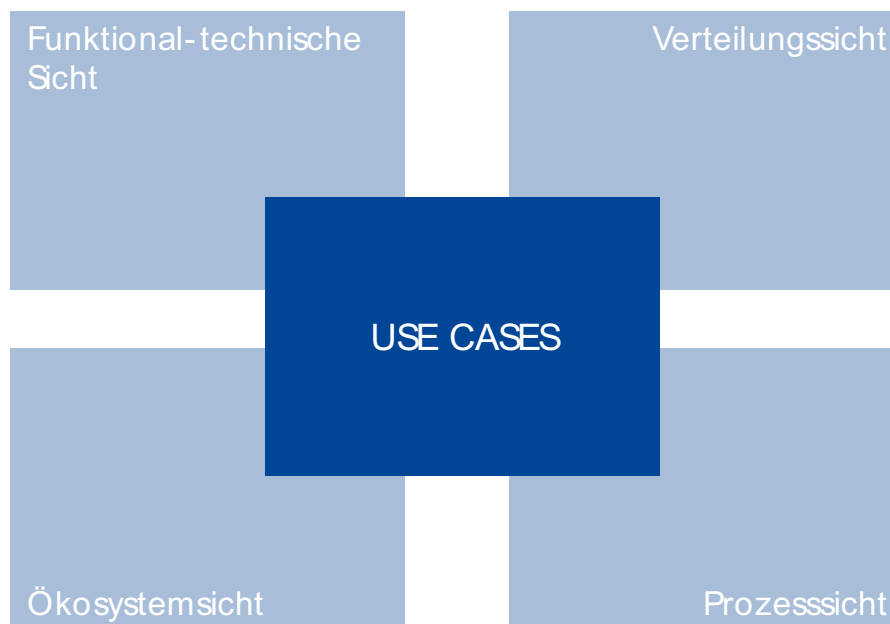 Funktional-technische
Sicht
Verteilungssicht
USE CASES
Ökosystemsicht
Prozesssicht